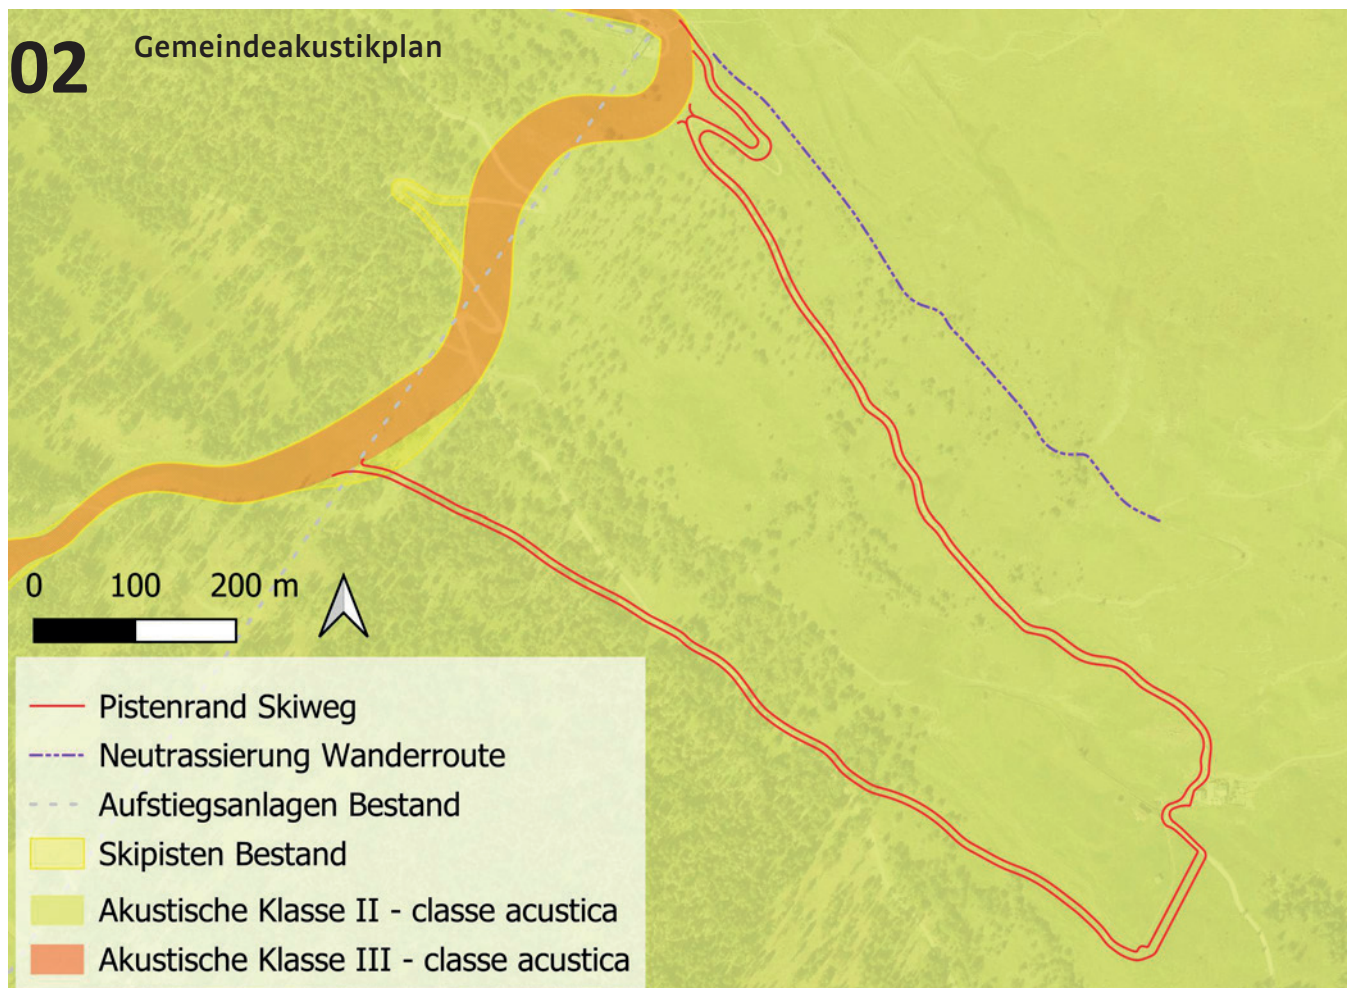 02
Gemeindeakustikplan
0 100 200 m
Pistenrand Skiweg
Neutrassierung Wanderroute
Aufstiegsanlagen Bestand
Skipisten Bestand
Akustische Klasse II - classe acustica
Akustische Klasse III - classe acustica